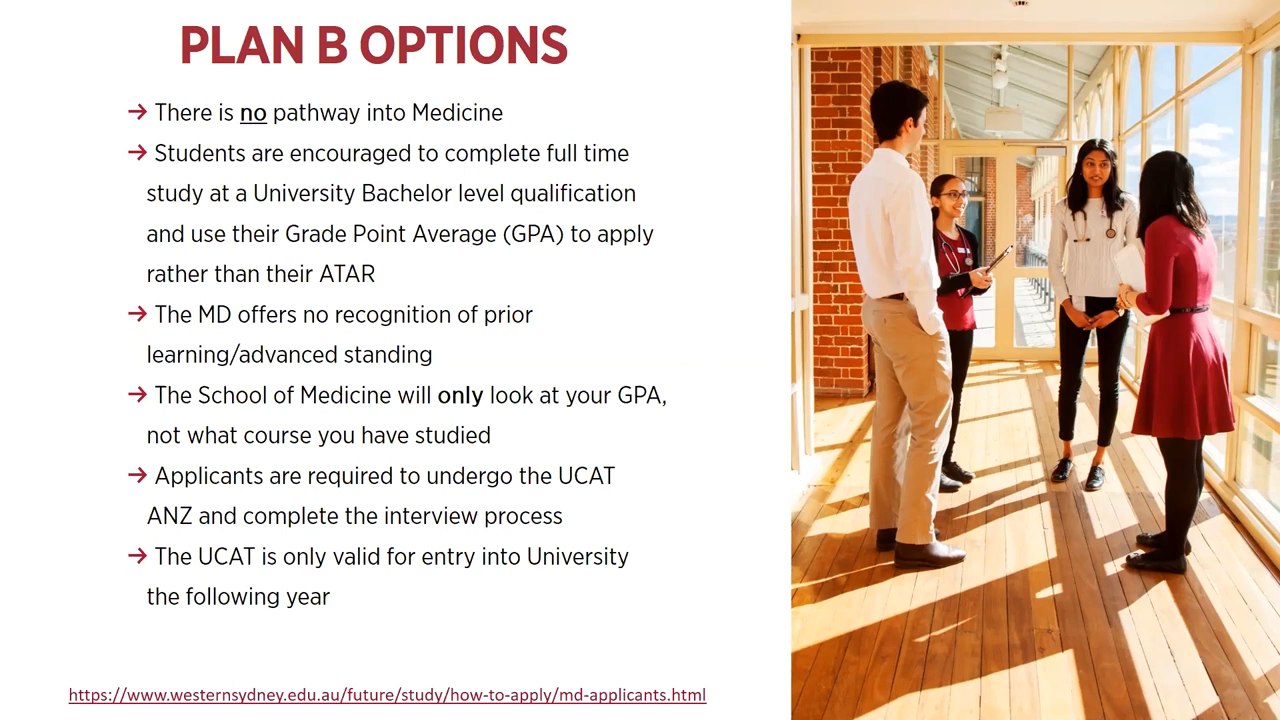 PLAN B OPTIONS
→ There is no pathway into Medicine
→ Students are encouraged to complete full time
study at a University Bachelor level qualification
and use their Grade Point Average (GPA) to apply
rather than their ATAR
→ The MD offers no recognition of prior
learning/advanced standing
→ The School of Medicine will only look at your GPA,
not what course you have studied
→ Applicants are required to undergo the UCAT
ANZ and complete the interview process
→ The UCAT is only valid for entry into University
the following year
https://www.westernsydney.edu.au/future/study/how-to-apply/md-applicants.html